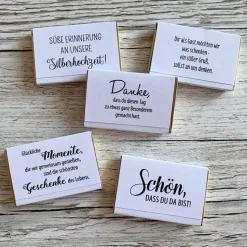 SÜSSE ERINNERUNG
AN UNSERE
Silberhochzeit!
Dir als Gast möchten wir
was schenken -
ein süßer Gruß,
sollst an uns denken.
Danke,
dass du diesen Tag
zu etwas ganz Besonderem
gemacht hast.
Glückliche Momente,
die wir gemeinsam genießen,
sind die schönsten
Geschenke des Lebens.
Schön,
DASS DU DA BIST!